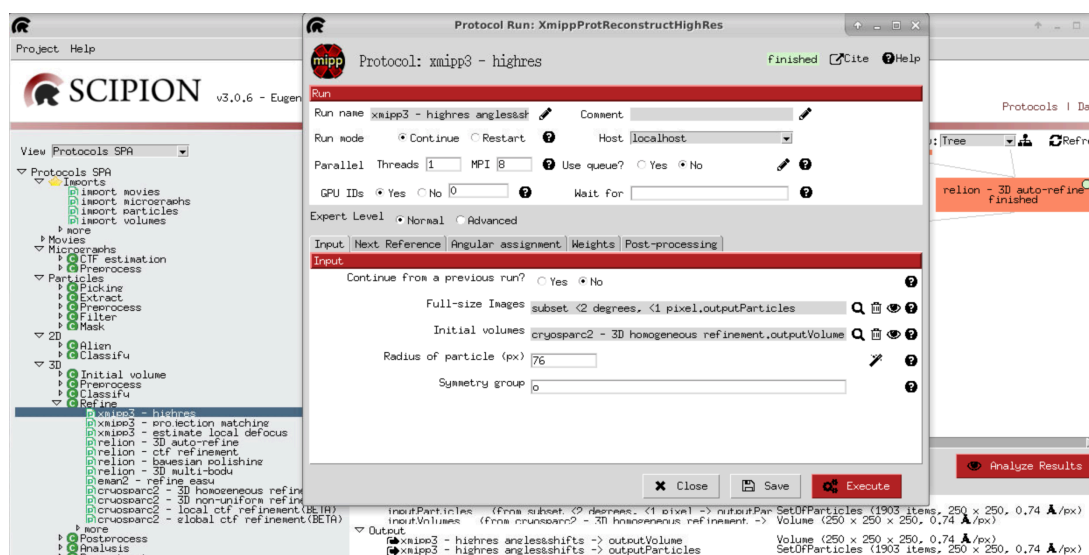 Protocol Run: XmippProtReconstructHighRes
Project Help
mipp
Protocol: xmipp3 - highres
finished
Cite
Help
SCIPION v3.0.6 - Eugen
Run
Run name xmipp3 - highres angles&sh
Comment
Protocols | Da
Run mode Continue Restart
Host localhost
Tree
Refre
View Protocols SPA
Parallel Threads 1 MPI 8
Use queue? Yes No
GPU IDs Yes No 0
Wait for
relion - 3D auto-refine
finished
Expert Level Normal Advanced
Input Next Reference Angular assignment Weights Post-processing
Input
Continue from a previous run? Yes No
Full-size Images subset <2 degrees, <1 pixel.outputParticles
Initial volumes cryosparc2 - 3D homogeneous refinement.outputVolume
Radius of particle (px) 76
Symmetry group o
Protocols SPA
Imports
import movies
import micrographs
import particles
import volumes
more
Movies
Micrographs
CTF estimation
Preprocess
Particles
Picking
Extract
Preprocess
Filter
Mask
2D
Align
Classify
3D
Initial volume
Preprocess
Classify
Refine
xmipp3 - highres
xmipp3 - projection matching
xmipp3 - estimate local defocus
relion - 3D auto-refine
relion - ctf refinement
relion - bayesian polishing
relion - 3D multi-body
eman2 - refine easy
cryosparc2 - 3D homogeneous refine
cryosparc2 - 3D non-uniform refin
cryosparc2 - local ctf refinement(BETA)
cryosparc2 - global ctf refinement(BETA)
more
Postprocess
Analysis
Analyze Results
Close Save Execute
inputParticles (from subset <2 degrees, <1 pixel -> outputPar SetOfParticles (1903 items, 250 x 250, 0.74 Å/px)
inputVolumes (from cryosparc2 - 3D homogeneous refinement -> Volume (250 x 250 x 250, 0.74 Å/px)
Output
xmipp3 - highres angles&shifts -> outputVolume Volume (250 x 250 x 250, 0.74 Å/px)
xmipp3 - highres angles&shifts -> outputParticles SetOfParticles (1903 items, 250 x 250, 0.74 Å/px)